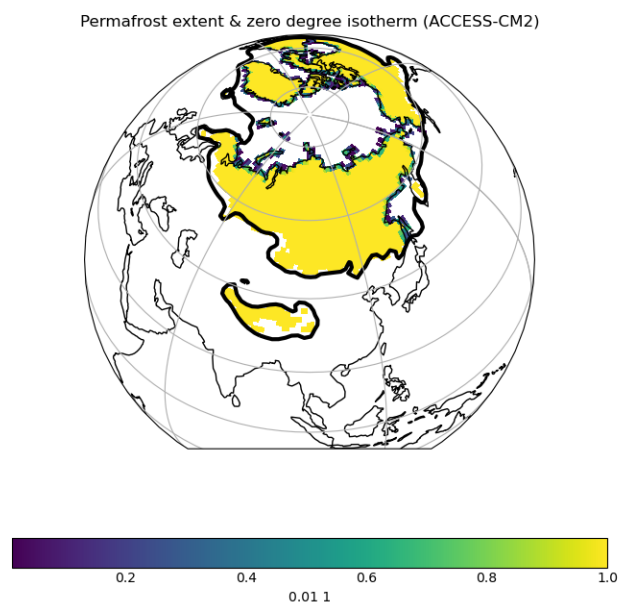 Permafrost extent & zero degree isotherm (ACCESS-CM2)
0.2 0.4 0.6 0.8 1.0
0.01 1